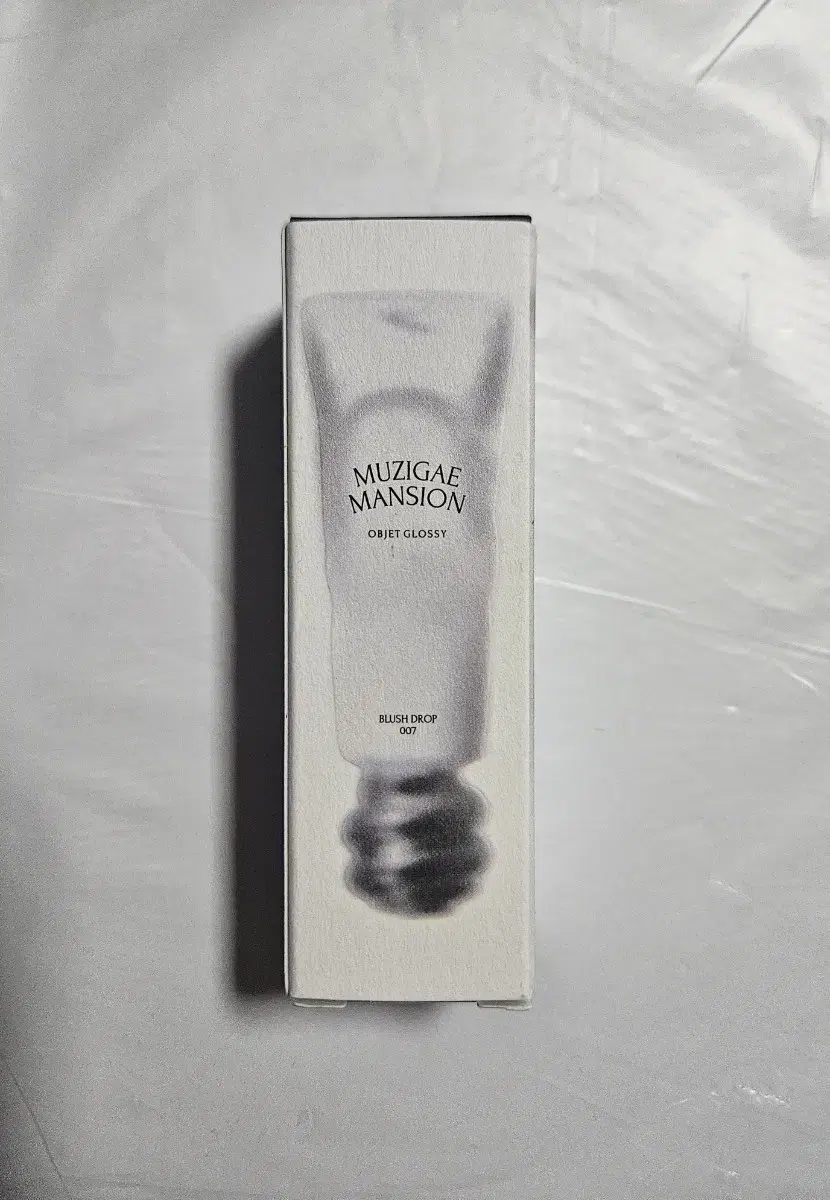 MUZIGAE
MANSION
OBJET GLOSSY
BLUSH DROP
007